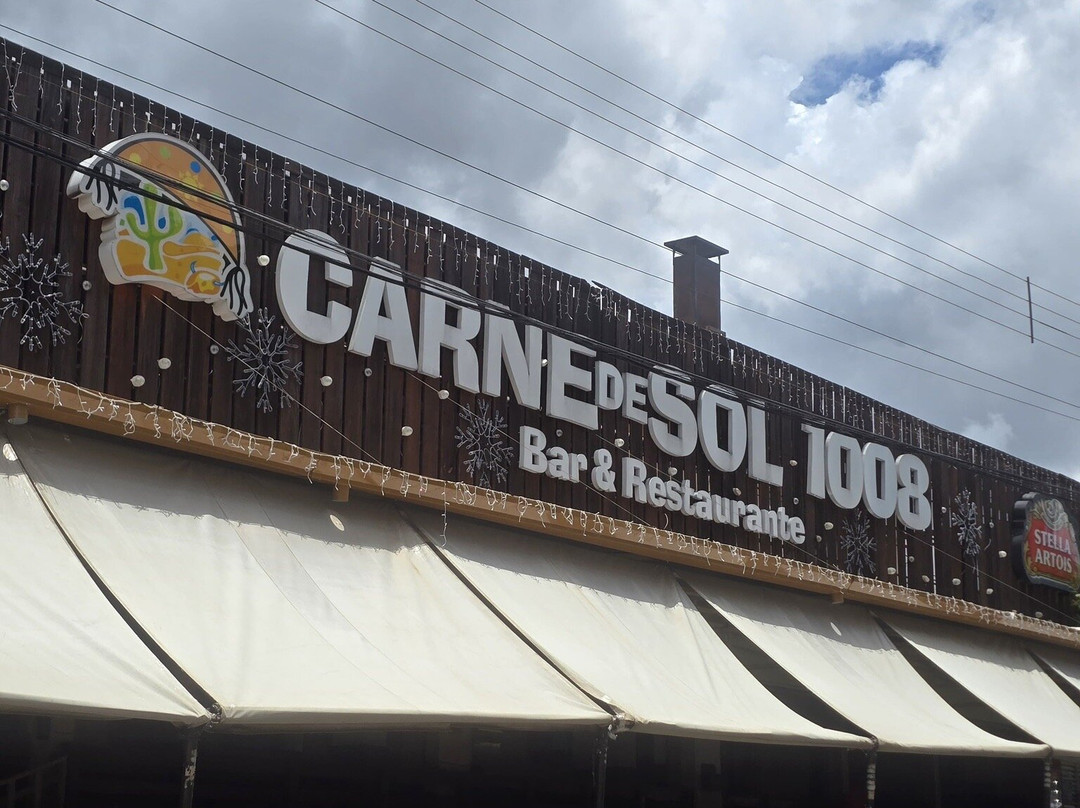 CARNE DE SOL 1008
Bar & Restaurante
STELLA
ARTOIS